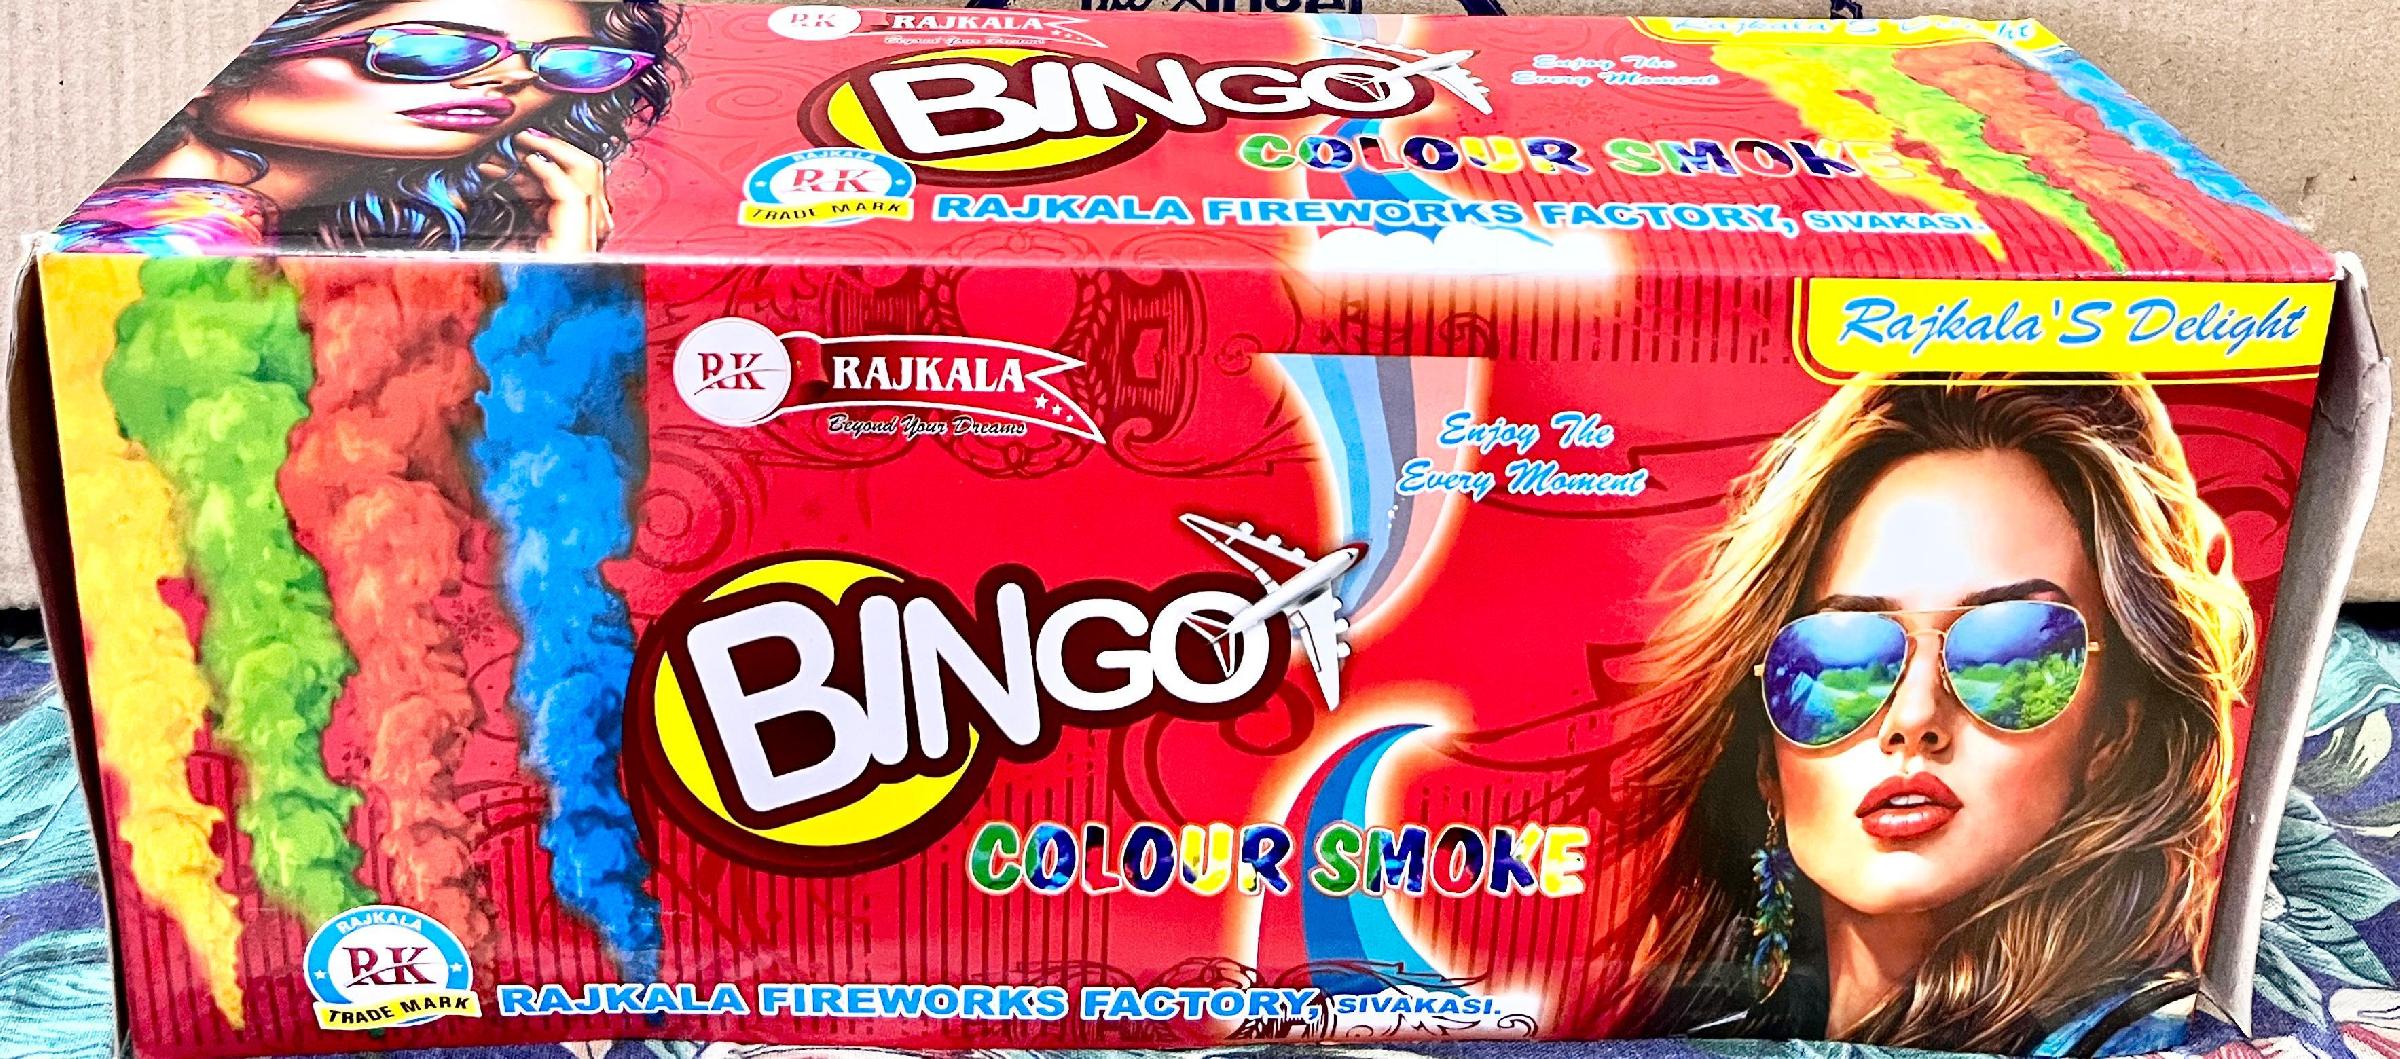 RK RAJKALA
Beyond Your Dreams
BINGO
Enjoy The
Every Moment
Rajkala'S Delight
COLOUR SMOKE
RAJKALA
RK
TRADE MARK
RAJKALA FIREWORKS FACTORY, SIVAKASI.
Rajkala'S Delight
RK RAJKALA
Beyond Your Dreams
Enjoy The
Every Moment
BINGO
COLOUR SMOKE
RAJKALA
RK
TRADE MARK
RAJKALA FIREWORKS FACTORY, SIVAKASI.